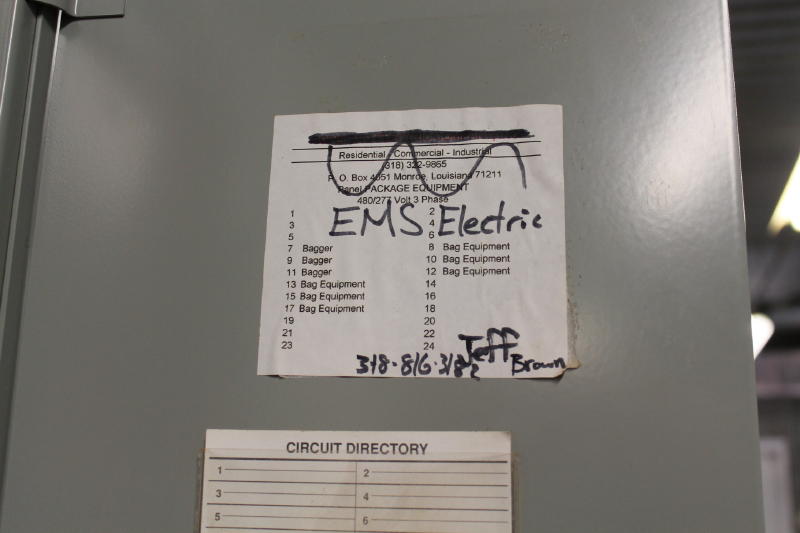 Residential - Commercial - Industrial
(318) 322-9865
P. O. Box 4051 Monroe, Louisiana 71211
Panel PACKAGE EQUIPMENT
480/277 Volt 3 Phase
EMS Electric
1 2
3 4
5 6
7 Bagger 8 Bag Equipment
9 Bagger 10 Bag Equipment
11 Bagger 12 Bag Equipment
13 Bag Equipment 14
15 Bag Equipment 16
17 Bag Equipment 18
19 20
21 22
23 24
Jeff
318-816-3182 Brown
CIRCUIT DIRECTORY
1 2
3 4
5 6